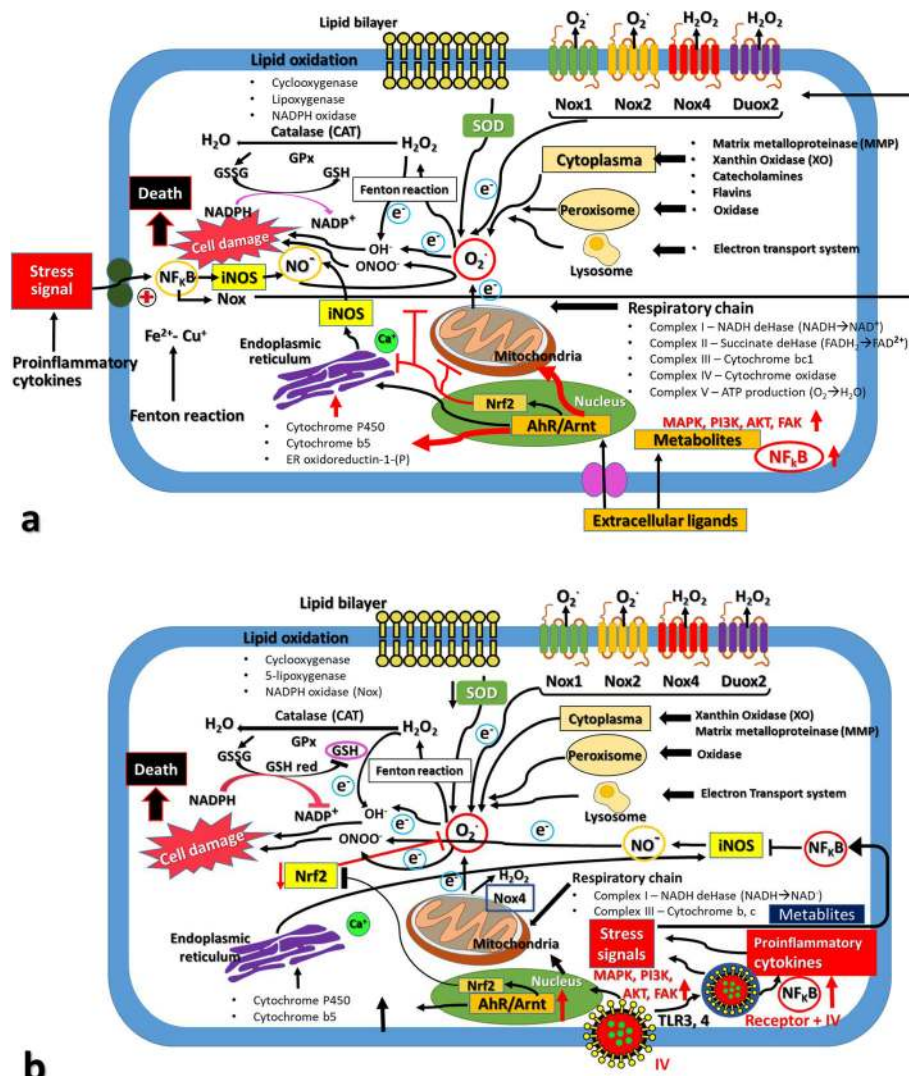 Lipid bilayer
O₂˙
O₂˙
H₂O₂
H₂O₂
Lipid oxidation
• Cyclooxygenase
• Lipoxygenase
• NADPH oxidase
Nox1
Nox2
Nox4
Duox2
Catalase (CAT)
H₂O
H₂O₂
SOD
GPx
GSSG
GSH
Fenton reaction
e⁻
e⁻
e⁻
e⁻
Cytoplasma
• Matrix metalloproteinase (MMP)
• Xanthin Oxidase (XO)
• Catecholamines
• Flavins
• Oxidase
Peroxisome
• Electron transport system
Lysosome
Death
NADPH
NADP⁺
Cell damage
OH⁻
ONOO⁻
O₂˙
Stress
signal
NFKB
iNOS
NO⁻
Nox
iNOS
Respiratory chain
• Complex I – NADH deHase (NADH→NAD⁺)
• Complex II – Succinate deHase (FADH₂→FAD²⁺)
• Complex III – Cytochrome bc1
• Complex IV – Cytochrome oxidase
• Complex V – ATP production (O₂→H₂O)
Proinflammatory
cytokines
Fe²⁺- Cu⁺
Fenton reaction
Endoplasmic
reticulum
Ca⁺
Mitochondria
Nucleus
Nrf2
AhR/Arnt
• Cytochrome P450
• Cytochrome b5
• ER oxidoreductin-1-(P)
MAPK, PI3K, AKT, FAK
Metabolites
NFkB
Extracellular ligands
a
Lipid bilayer
O₂˙
O₂˙
H₂O₂
H₂O₂
Lipid oxidation
• Cyclooxygenase
• 5-lipoxygenase
• NADPH oxidase (Nox)
Nox1
Nox2
Nox4
Duox2
SOD
Catalase (CAT)
H₂O
H₂O₂
GPx
GSSG
GSH
GSH red
Fenton reaction
e⁻
e⁻
e⁻
e⁻
e⁻
e⁻
Cytoplasma
Xanthin Oxidase (XO)
Matrix metalloproteinase (MMP)
Peroxisome
Oxidase
Electron Transport system
Lysosome
Death
NADPH
NADP⁺
OH⁻
ONOO⁻
O₂˙
Cell damage
NO⁻
iNOS
NFKB
Nrf2
H₂O₂
Nox4
Respiratory chain
• Complex I – NADH deHase (NADH→NAD⁻)
• Complex III – Cytochrome b, c
Metablites
Ca⁺
Endoplasmic
reticulum
Mitochondria
Stress
signals
Proinflammatory
cytokines
• Cytochrome P450
• Cytochrome b5
Nucleus
Nrf2
AhR/Arnt
MAPK, PI3K,
AKT, FAK
TLR3, 4
NFKB
Receptor + IV
IV
b